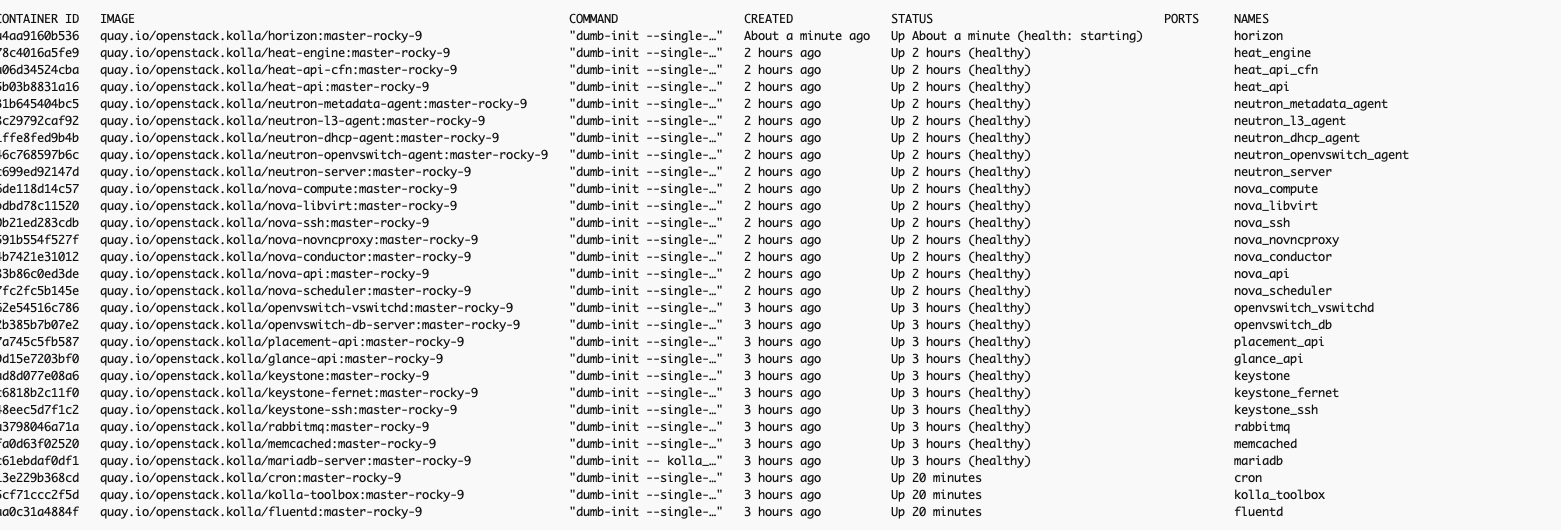 ONTAINER ID IMAGE COMMAND CREATED STATUS PORTS NAMES
4aa9160b536 quay.io/openstack.kolla/horizon:master-rocky-9 "dumb-init --single-…" About a minute ago Up About a minute (health: starting) horizon
78c4016a5fe9 quay.io/openstack.kolla/heat-engine:master-rocky-9 "dumb-init --single-…" 2 hours ago Up 2 hours (healthy) heat_engine
06d34524cba quay.io/openstack.kolla/heat-api-cfn:master-rocky-9 "dumb-init --single-…" 2 hours ago Up 2 hours (healthy) heat_api_cfn
b03b8831a16 quay.io/openstack.kolla/heat-api:master-rocky-9 "dumb-init --single-…" 2 hours ago Up 2 hours (healthy) heat_api
1b645404bc5 quay.io/openstack.kolla/neutron-metadata-agent:master-rocky-9 "dumb-init --single-…" 2 hours ago Up 2 hours (healthy) neutron_metadata_agent
c29792caf92 quay.io/openstack.kolla/neutron-l3-agent:master-rocky-9 "dumb-init --single-…" 2 hours ago Up 2 hours (healthy) neutron_l3_agent
ffe8fed9b4b quay.io/openstack.kolla/neutron-dhcp-agent:master-rocky-9 "dumb-init --single-…" 2 hours ago Up 2 hours (healthy) neutron_dhcp_agent
6c768597b6c quay.io/openstack.kolla/neutron-openvswitch-agent:master-rocky-9 "dumb-init --single-…" 2 hours ago Up 2 hours (healthy) neutron_openvswitch_agent
699ed92147d quay.io/openstack.kolla/neutron-server:master-rocky-9 "dumb-init --single-…" 2 hours ago Up 2 hours (healthy) neutron_server
de118d14c57 quay.io/openstack.kolla/nova-compute:master-rocky-9 "dumb-init --single-…" 2 hours ago Up 2 hours (healthy) nova_compute
dbd78c11520 quay.io/openstack.kolla/nova-libvirt:master-rocky-9 "dumb-init --single-…" 2 hours ago Up 2 hours (healthy) nova_libvirt
b21ed283cdb quay.io/openstack.kolla/nova-ssh:master-rocky-9 "dumb-init --single-…" 2 hours ago Up 2 hours (healthy) nova_ssh
91b554f527f quay.io/openstack.kolla/nova-novncproxy:master-rocky-9 "dumb-init --single-…" 2 hours ago Up 2 hours (healthy) nova_novncproxy
b7421e31012 quay.io/openstack.kolla/nova-conductor:master-rocky-9 "dumb-init --single-…" 2 hours ago Up 2 hours (healthy) nova_conductor
3b86c0ed3de quay.io/openstack.kolla/nova-api:master-rocky-9 "dumb-init --single-…" 2 hours ago Up 2 hours (healthy) nova_api
7fc2fc5b145e quay.io/openstack.kolla/nova-scheduler:master-rocky-9 "dumb-init --single-…" 2 hours ago Up 2 hours (healthy) nova_scheduler
2e54516c786 quay.io/openstack.kolla/openvswitch-vswitchd:master-rocky-9 "dumb-init --single-…" 3 hours ago Up 3 hours (healthy) openvswitch_vswitchd
b385b7b07e2 quay.io/openstack.kolla/openvswitch-db-server:master-rocky-9 "dumb-init --single-…" 3 hours ago Up 3 hours (healthy) openvswitch_db
7a745c5fb587 quay.io/openstack.kolla/placement-api:master-rocky-9 "dumb-init --single-…" 3 hours ago Up 3 hours (healthy) placement_api
d15e7203bf0 quay.io/openstack.kolla/glance-api:master-rocky-9 "dumb-init --single-…" 3 hours ago Up 3 hours (healthy) glance_api
d8d077e08a6 quay.io/openstack.kolla/keystone:master-rocky-9 "dumb-init --single-…" 3 hours ago Up 3 hours (healthy) keystone
6818b2c11f0 quay.io/openstack.kolla/keystone-fernet:master-rocky-9 "dumb-init --single-…" 3 hours ago Up 3 hours (healthy) keystone_fernet
8eec5d7f1c2 quay.io/openstack.kolla/keystone-ssh:master-rocky-9 "dumb-init --single-…" 3 hours ago Up 3 hours (healthy) keystone_ssh
3798046a71a quay.io/openstack.kolla/rabbitmq:master-rocky-9 "dumb-init --single-…" 3 hours ago Up 3 hours (healthy) rabbitmq
fa0d63f02520 quay.io/openstack.kolla/memcached:master-rocky-9 "dumb-init --single-…" 3 hours ago Up 3 hours (healthy) memcached
61ebdaf0df1 quay.io/openstack.kolla/mariadb-server:master-rocky-9 "dumb-init -- kolla_…" 3 hours ago Up 3 hours (healthy) mariadb
3e229b368cd quay.io/openstack.kolla/cron:master-rocky-9 "dumb-init --single-…" 3 hours ago Up 20 minutes cron
cf71ccc2f5d quay.io/openstack.kolla/kolla-toolbox:master-rocky-9 "dumb-init --single-…" 3 hours ago Up 20 minutes kolla_toolbox
a0c31a4884f quay.io/openstack.kolla/fluentd:master-rocky-9 "dumb-init --single-…" 3 hours ago Up 20 minutes fluentd